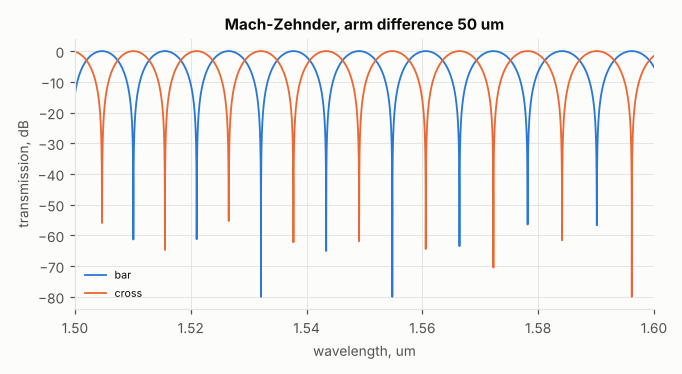 Mach-Zehnder, arm difference 50 um
transmission, dB
0
−10
−20
−30
−40
−50
−60
−70
−80
bar
cross
1.50 1.52 1.54 1.56 1.58 1.60
wavelength, um